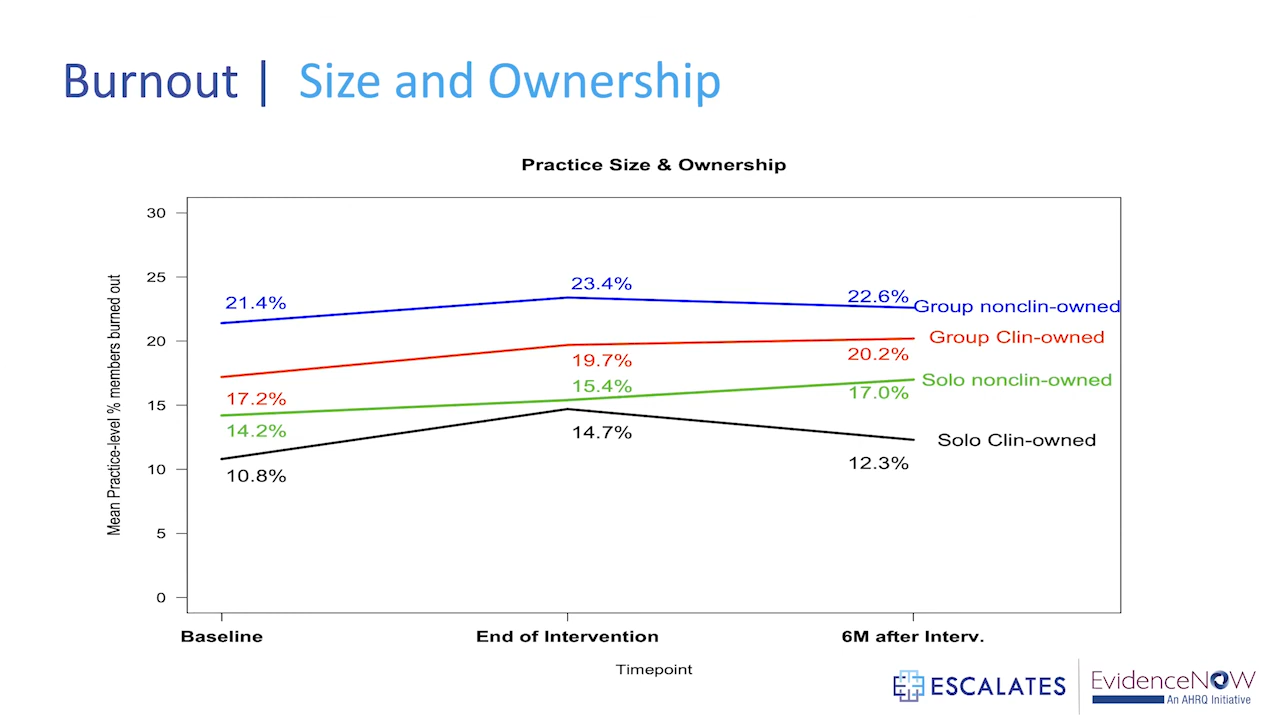 Burnout | Size and Ownership
Practice Size & Ownership
Mean Practice-level % members burned out
30
25
20
15
10
5
0
21.4%
23.4%
22.6%
Group nonclin-owned
17.2%
19.7%
20.2%
Group Clin-owned
14.2%
15.4%
17.0%
Solo nonclin-owned
10.8%
14.7%
12.3%
Solo Clin-owned
Baseline
End of Intervention
6M after Interv.
Timepoint
ESCALATES
EvidenceNOW
An AHRQ Initiative